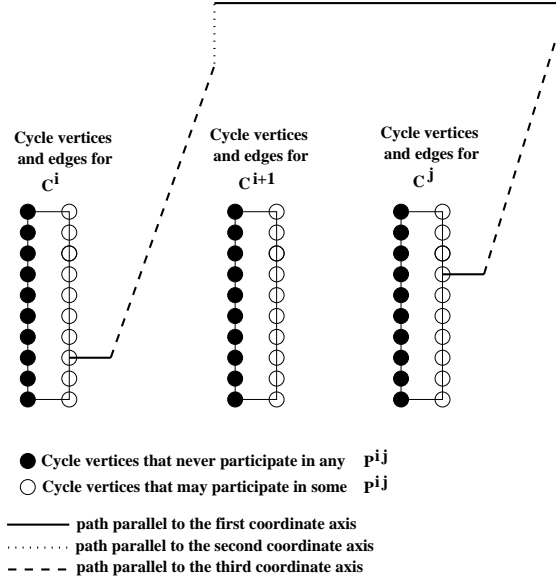 Cycle vertices
and edges for
C^i
Cycle vertices
and edges for
C^{i+1}
Cycle vertices
and edges for
C^j
Cycle vertices that never participate in any P^{ij}
Cycle vertices that may participate in some P^{ij}
path parallel to the first coordinate axis
path parallel to the second coordinate axis
path parallel to the third coordinate axis